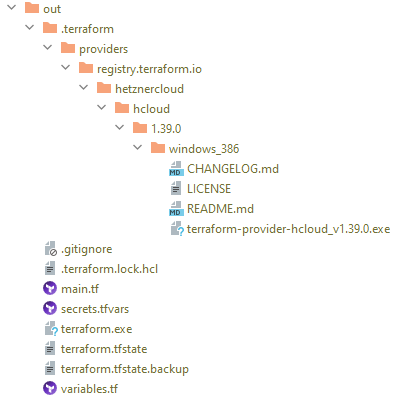 out
.terraform
providers
registry.terraform.io
hetznercloud
hcloud
1.39.0
windows_386
MD CHANGELOG.md
LICENSE
MD README.md
terraform-provider-hcloud_v1.39.0.exe
.gitignore
.terraform.lock.hcl
main.tf
secrets.tfvars
terraform.exe
terraform.tfstate
terraform.tfstate.backup
variables.tf